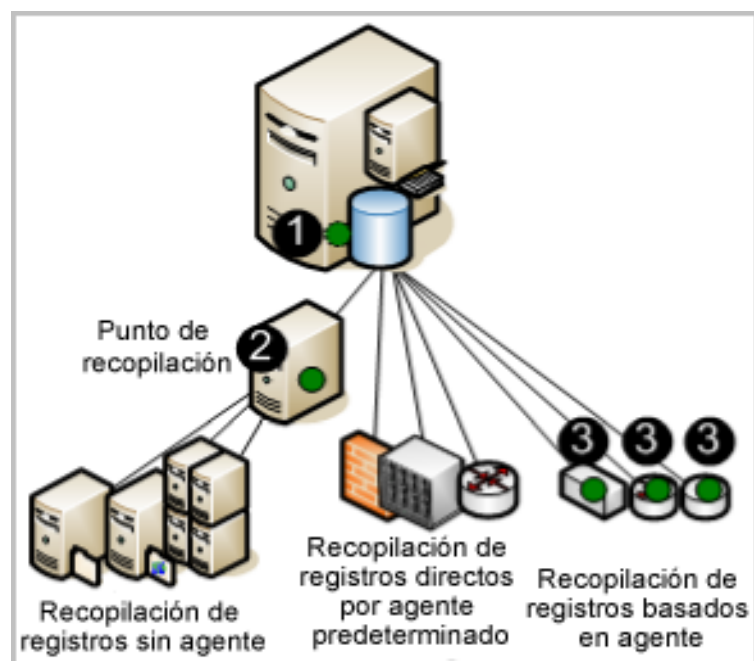 1
Punto de
recopilación
2
3 3 3
Recopilación de
registros sin agente
Recopilación de
registros directos
por agente
predeterminado
Recopilación de
registros basados
en agente